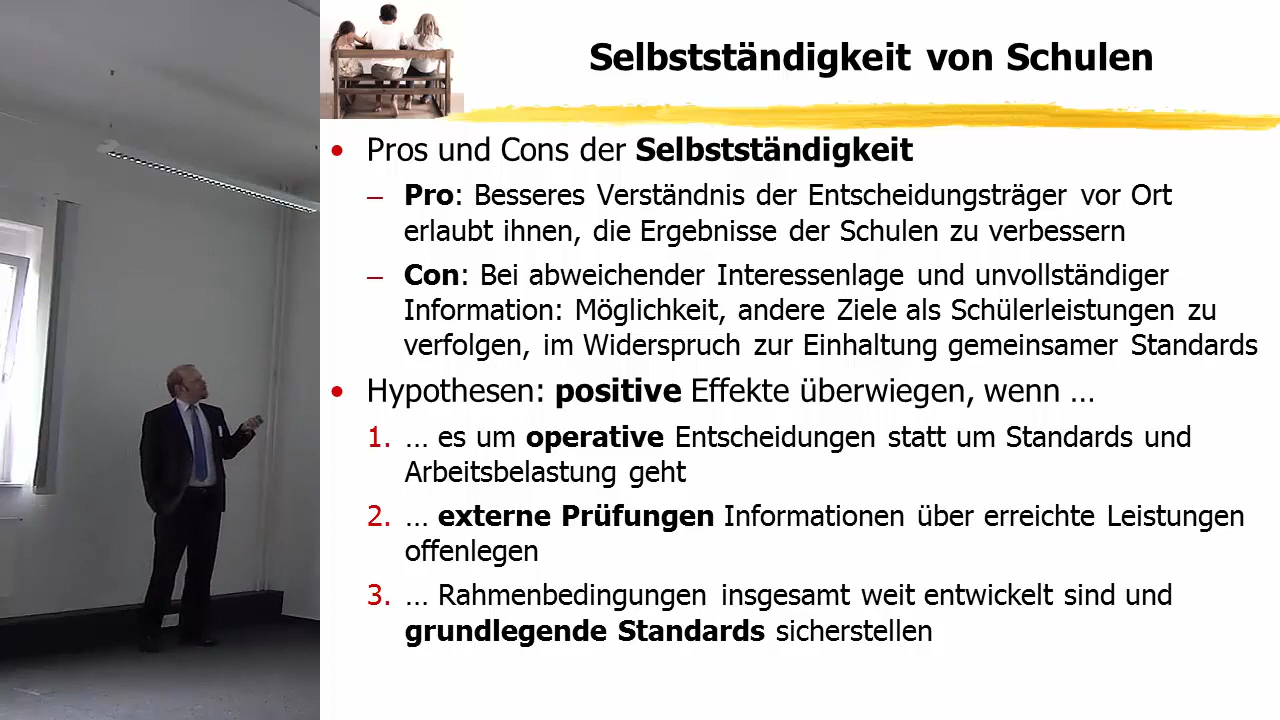 Selbstständigkeit von Schulen
• Pros und Cons der Selbstständigkeit
– Pro: Besseres Verständnis der Entscheidungsträger vor Ort
erlaubt ihnen, die Ergebnisse der Schulen zu verbessern
– Con: Bei abweichender Interessenlage und unvollständiger
Information: Möglichkeit, andere Ziele als Schülerleistungen zu
verfolgen, im Widerspruch zur Einhaltung gemeinsamer Standards
• Hypothesen: positive Effekte überwiegen, wenn …
1. … es um operative Entscheidungen statt um Standards und
Arbeitsbelastung geht
2. … externe Prüfungen Informationen über erreichte Leistungen
offenlegen
3. … Rahmenbedingungen insgesamt weit entwickelt sind und
grundlegende Standards sicherstellen